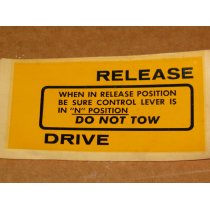 RELEASE
WHEN IN RELEASE POSITION
BE SURE CONTROL LEVER IS
IN "N" POSITION
DO NOT TOW
DRIVE